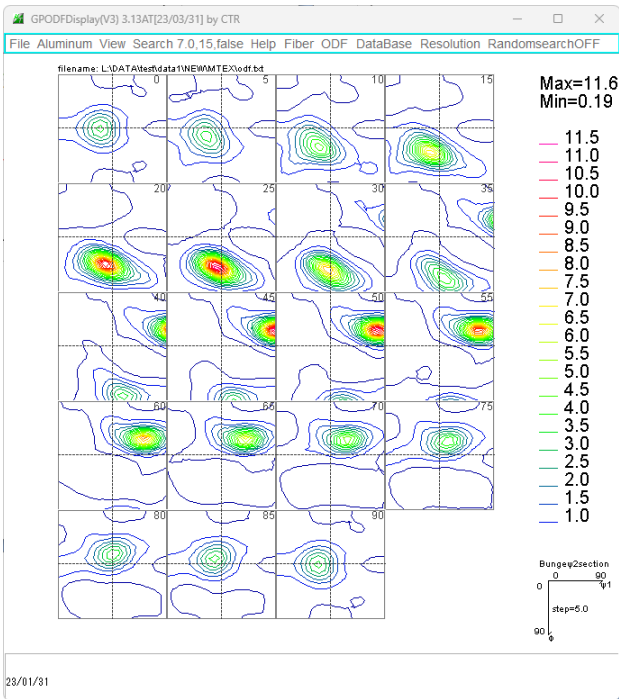 GPODFDisplay(V3) 3.13AT[23/03/31] by CTR
File Aluminum View Search 7.0,15,false Help Fiber ODF DataBase Resolution RandomsearchOFF
filename: L:\DATA\test\data1\NEW\MTEX\odf.txt
0 5 10 15
20 25 30 35
40 45 50 55
60 65 70 75
80 85 90
Max=11.6
Min=0.19
11.5
11.0
10.5
10.0
9.5
9.0
8.5
8.0
7.5
7.0
6.5
6.0
5.5
5.0
4.5
4.0
3.5
3.0
2.5
2.0
1.5
1.0
Bungeψ2section
0 90
0 ψ1
step=5.0
90
Φ
23/01/31